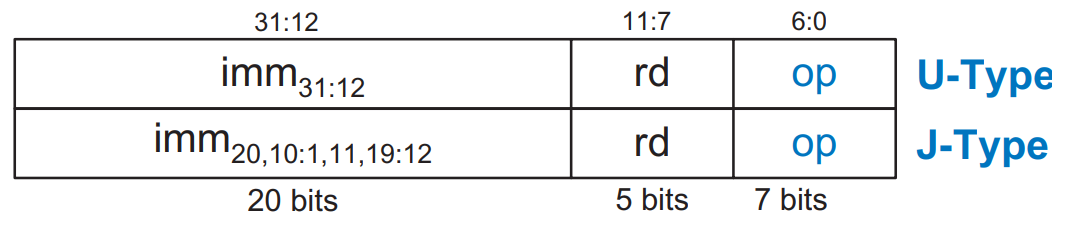 31:12 11:7 6:0
imm31:12 rd op U-Type
imm20,10:1,11,19:12 rd op J-Type
20 bits 5 bits 7 bits